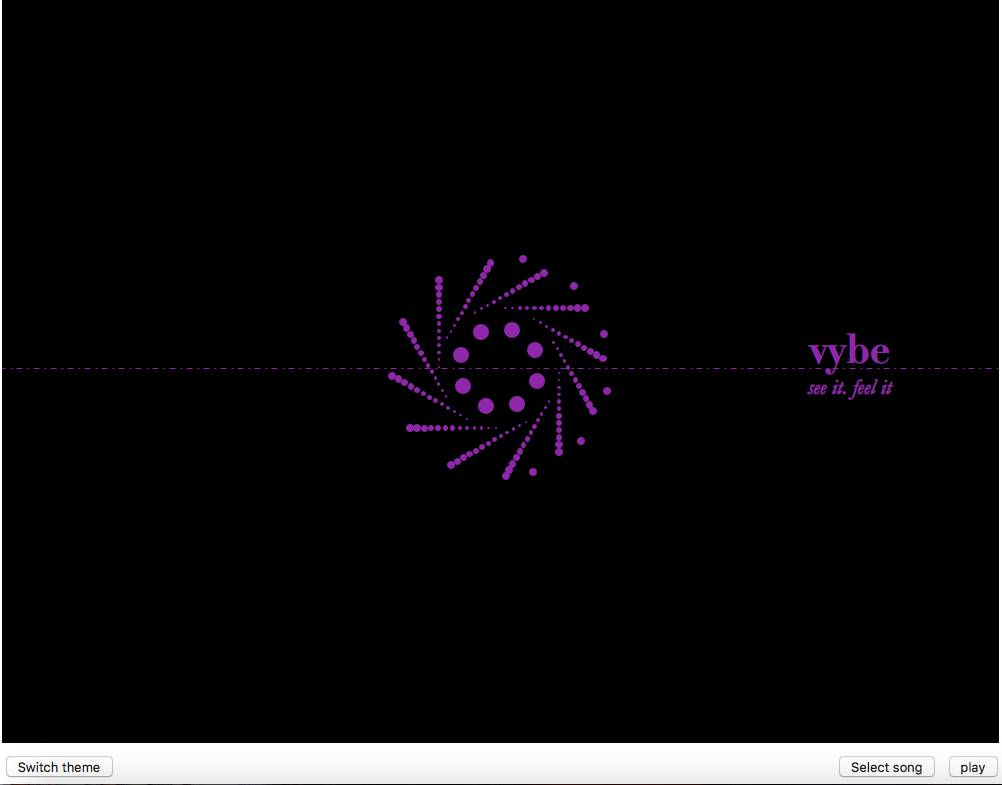 vybe
see it. feel it
Switch theme
Select song
play